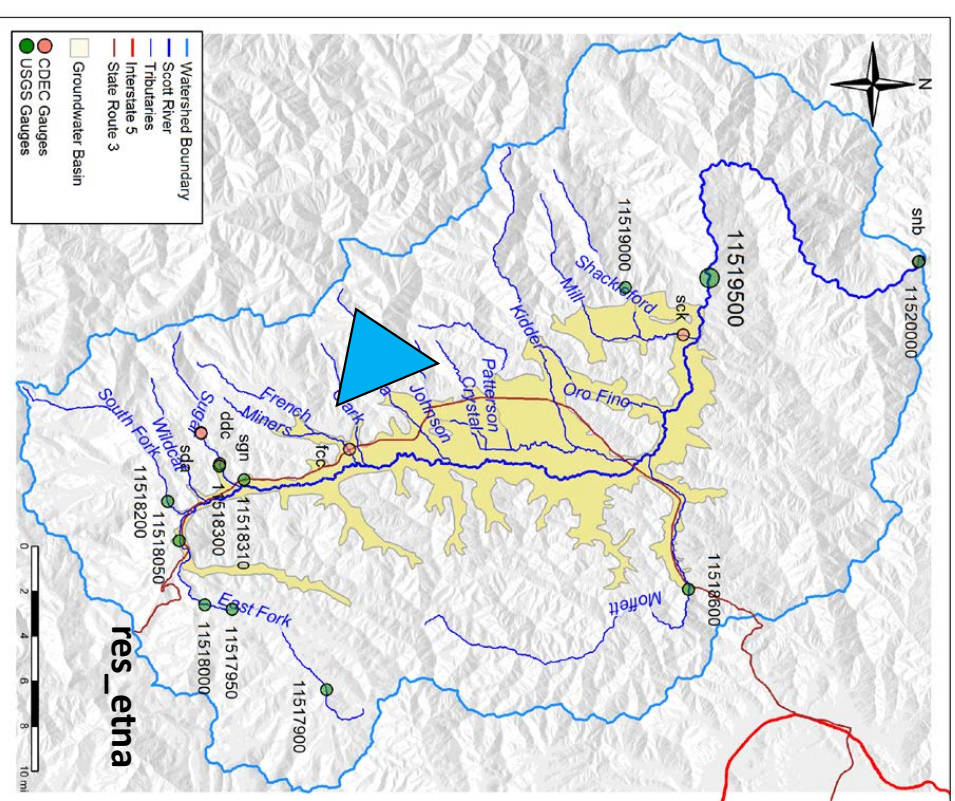 N
snb
11520000
11519500
11519000
Shackleford
Mill
sck
Kidder
Oro Fino
Patterson
Crystal
Johnson
Clark
French
Miners
fcc
Sugar
ddc
sgn
sda
Wildcat
South Fork
11518310
11518300
11518200
11518050
11518600
Moffett
East Fork
11518000
11517950
11517900
res_etna
0 2 4 6 8 10 mi
Watershed Boundary
Scott River
Tributaries
Interstate 5
State Route 3
Groundwater Basin
CDEC Gauges
USGS Gauges